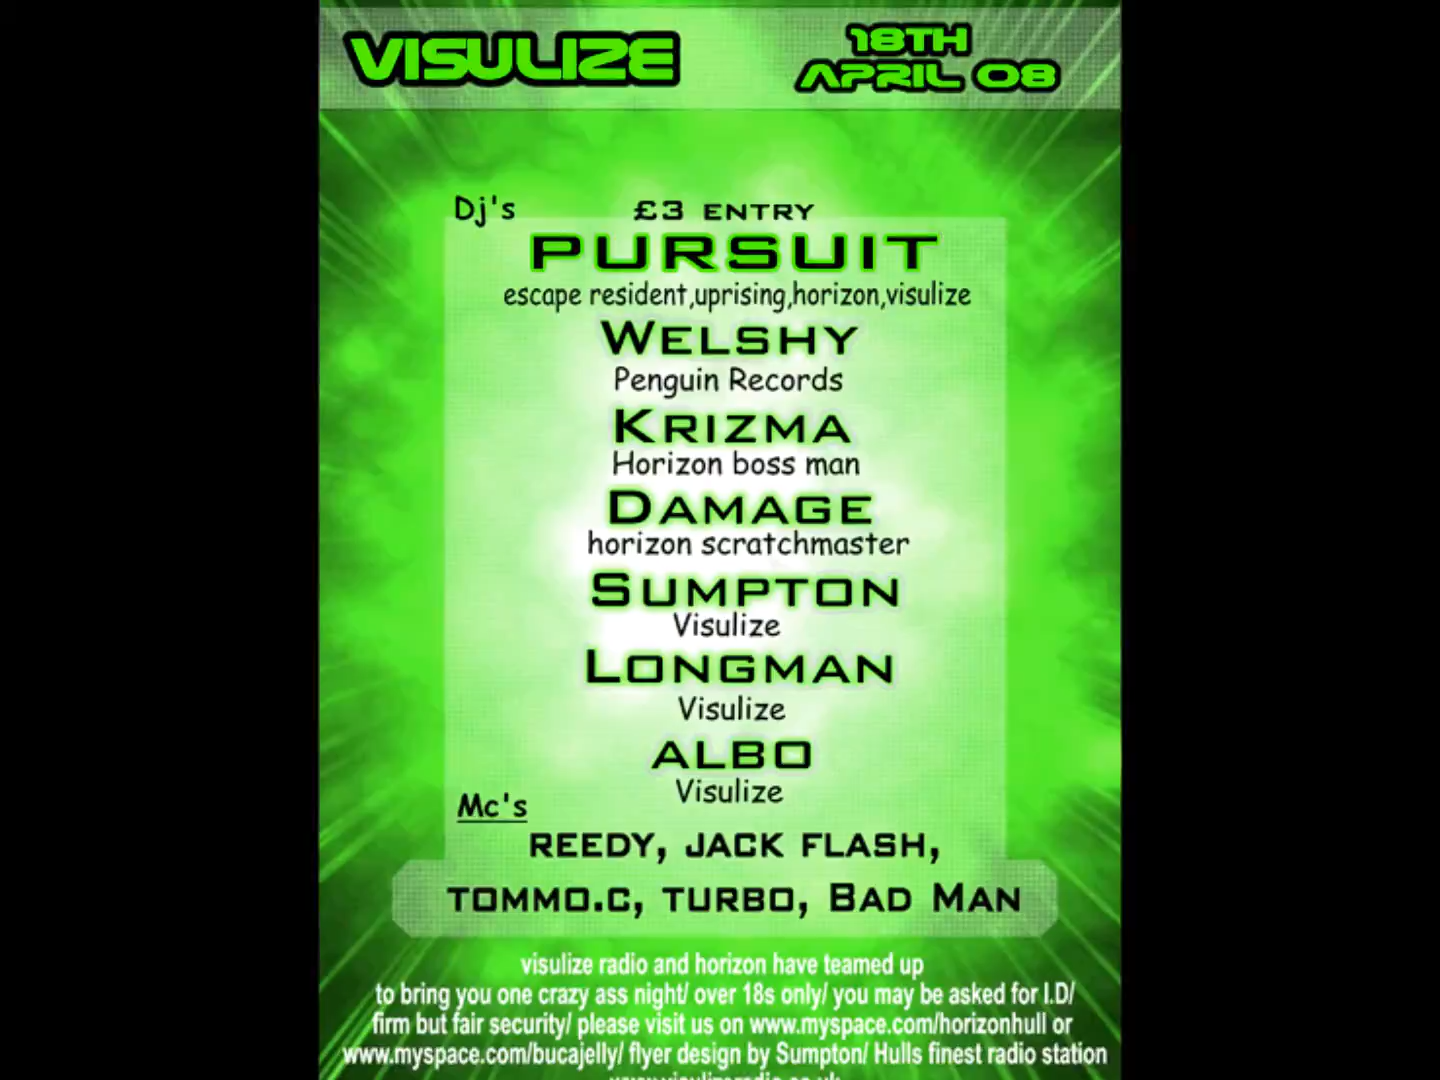 VISULIZE
18TH
APRIL 08
Dj's
£3 ENTRY
PURSUIT
escape resident,uprising,horizon,visulize
WELSHY
Penguin Records
KRIZMA
Horizon boss man
DAMAGE
horizon scratchmaster
SUMPTON
Visulize
LONGMAN
Visulize
ALBO
Visulize
Mc's
REEDY, JACK FLASH,
TOMMO.C, TURBO, BAD MAN
visulize radio and horizon have teamed up
to bring you one crazy ass night/ over 18s only/ you may be asked for I.D/
firm but fair security/ please visit us on www.myspace.com/horizonhull or
www.myspace.com/bucajelly/ flyer design by Sumpton/ Hulls finest radio station